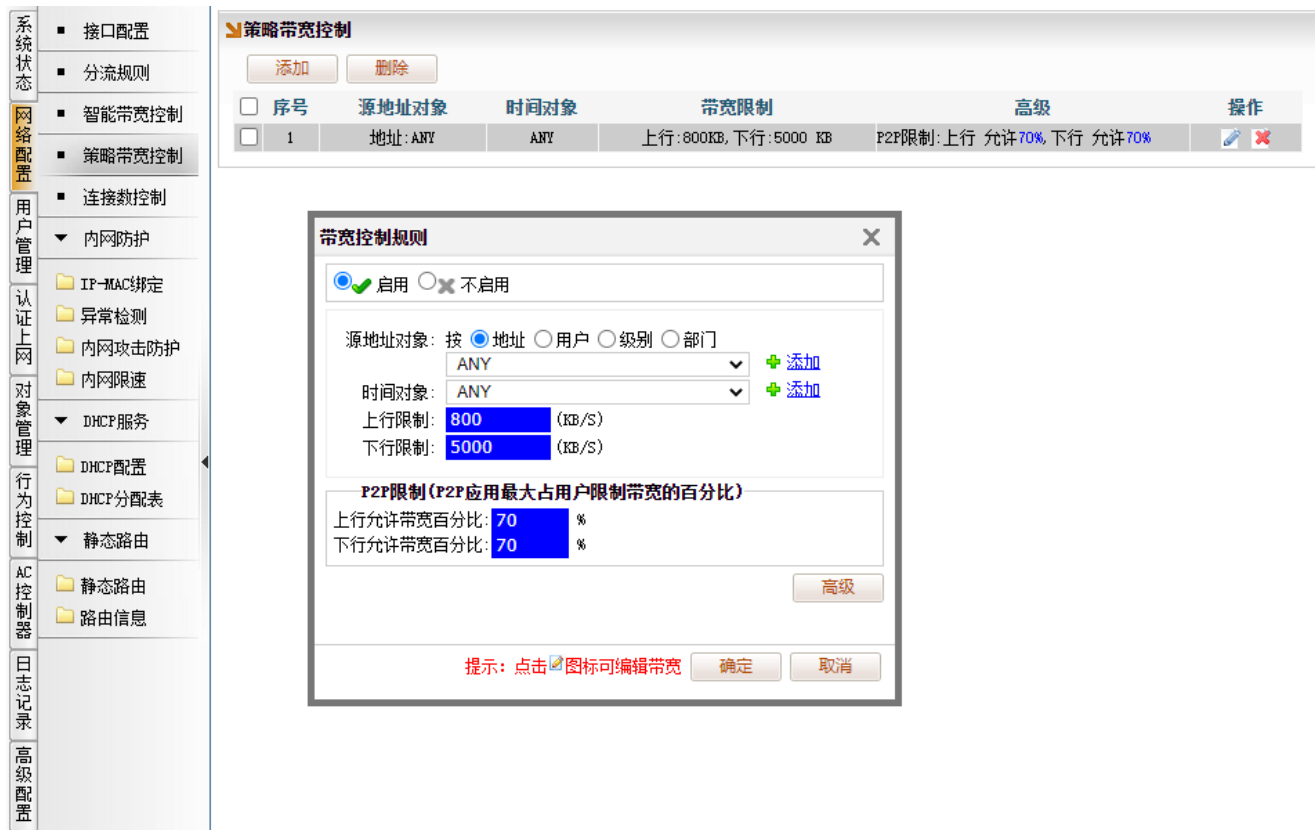 系统状态
网络配置
用户管理
认证上网
对象管理
行为控制
AC控制器
日志记录
高级配置
接口配置
分流规则
智能带宽控制
策略带宽控制
连接数控制
内网防护
IP-MAC绑定
异常检测
内网攻击防护
内网限速
DHCP服务
DHCP配置
DHCP分配表
静态路由
静态路由
路由信息
策略带宽控制
添加 删除
序号 源地址对象 时间对象 带宽限制 高级 操作
1 地址:ANY ANY 上行:800KB,下行:5000 KB P2P限制:上行 允许70%,下行 允许70%
带宽控制规则
启用 不启用
源地址对象: 按 地址 用户 级别 部门
ANY 添加
时间对象: ANY 添加
上行限制: 800 (KB/S)
下行限制: 5000 (KB/S)
P2P限制(P2P应用最大占用户限制带宽的百分比)
上行允许带宽百分比: 70 %
下行允许带宽百分比: 70 %
高级
提示: 点击图标可编辑带宽 确定 取消